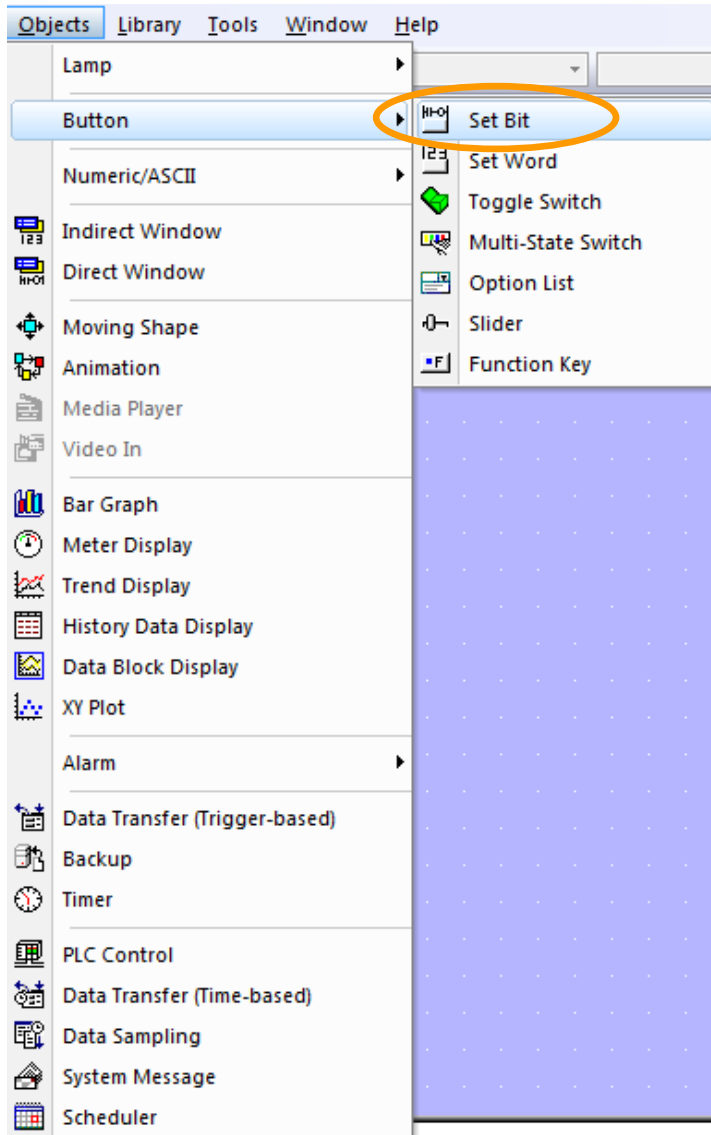 Objects Library Tools Window Help
Lamp
Button
Numeric/ASCII
Indirect Window
Direct Window
Moving Shape
Animation
Media Player
Video In
Bar Graph
Meter Display
Trend Display
History Data Display
Data Block Display
XY Plot
Alarm
Data Transfer (Trigger-based)
Backup
Timer
PLC Control
Data Transfer (Time-based)
Data Sampling
System Message
Scheduler
Set Bit
Set Word
Toggle Switch
Multi-State Switch
Option List
Slider
Function Key